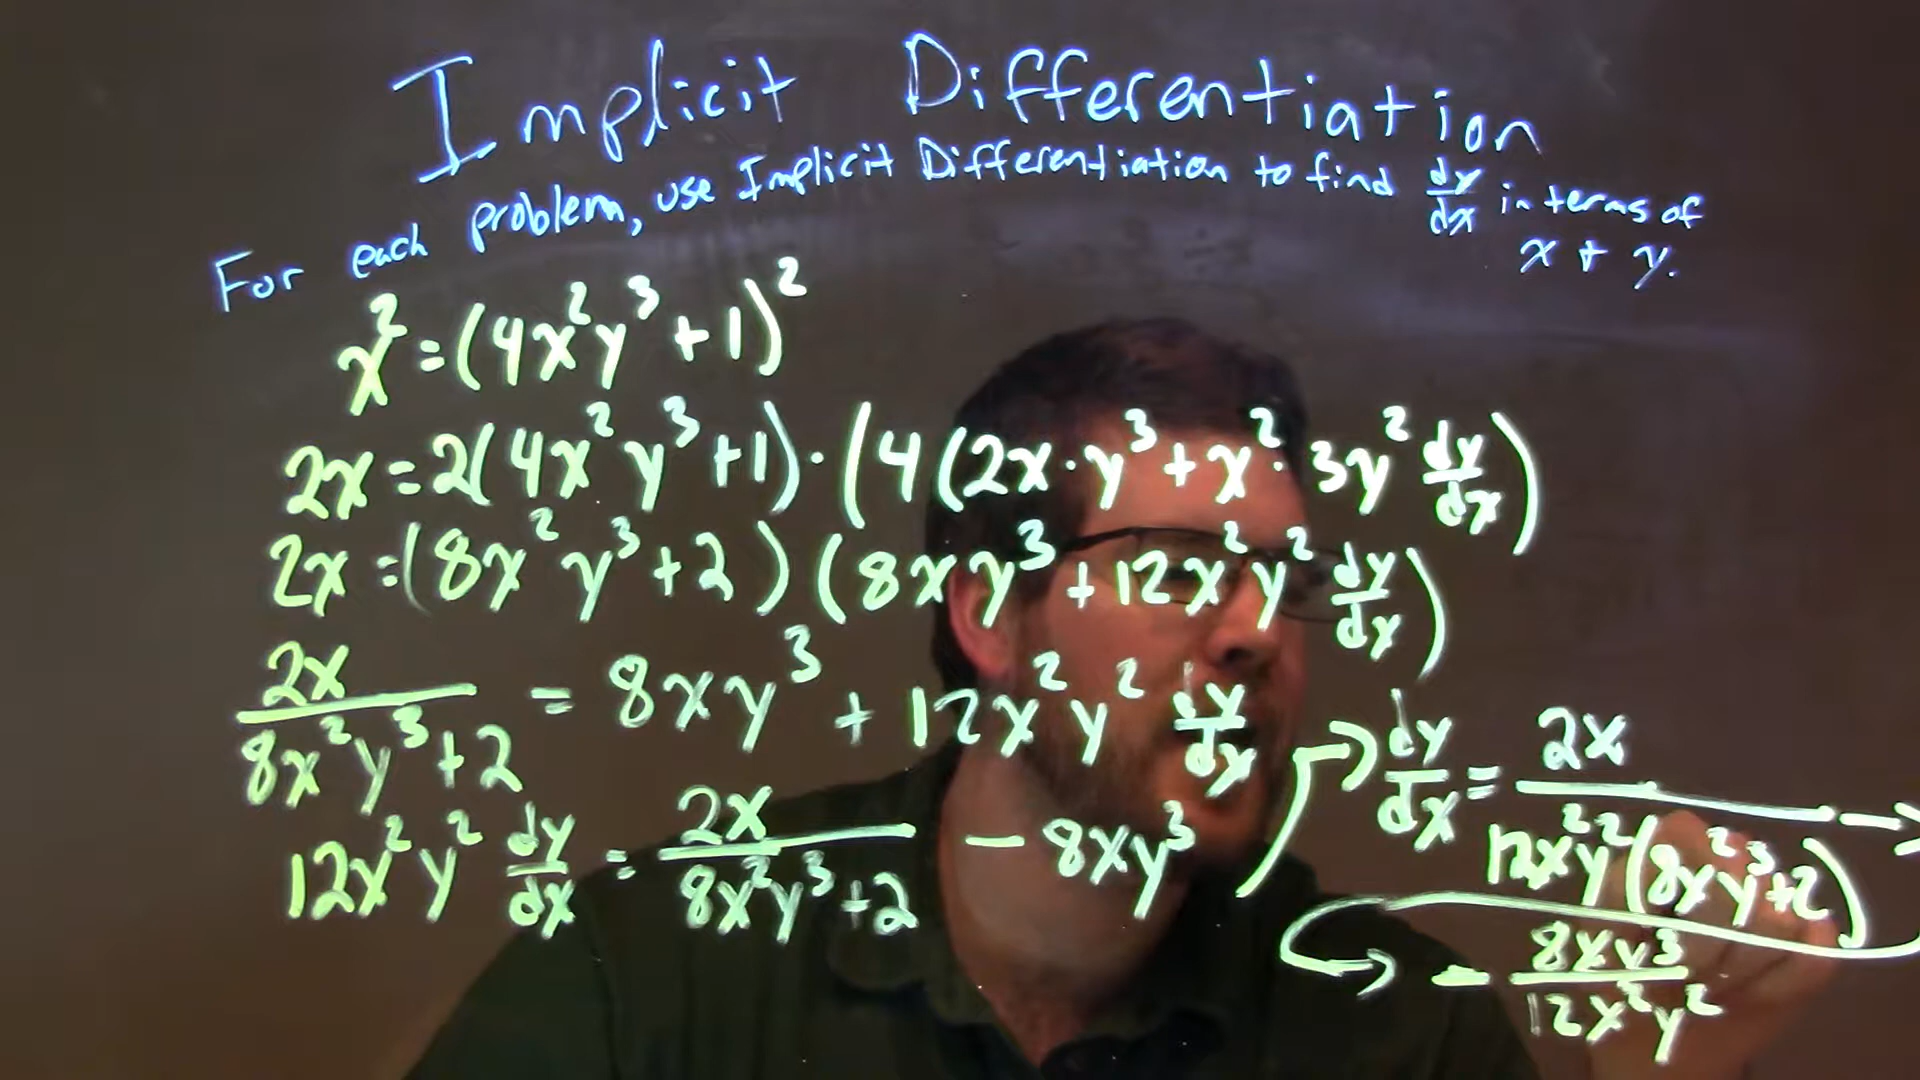 Implicit Differentiation
For each problem, use Implicit Differentiation to find dy/dx in terms of
x + y.
x² = (4x²y³ + 1)²
2x = 2(4x²y³ + 1) · (4(2x · y³ + x² · 3y² dy/dx)
2x = (8x²y³ + 2)(8xy³ + 12x²y² dy/dx)
2x/(8x²y³ + 2) = 8xy³ + 12x²y² dy/dx
12x²y² dy/dx = 2x/(8x²y³ + 2) − 8xy³
→ dy/dx = 2x/(12x²y²(8x²y³ + 2)) →
→ − 8xy³/(12x²y²)